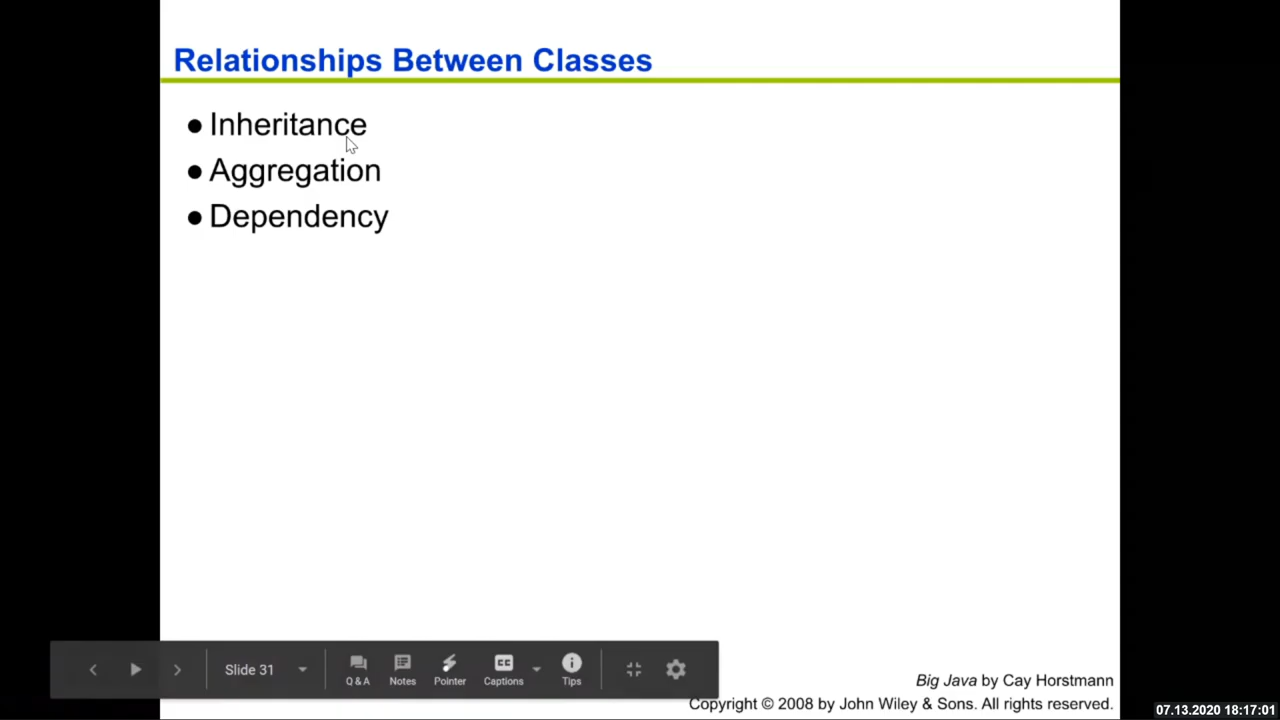 Relationships Between Classes
● Inheritance
● Aggregation
● Dependency
Slide 31
Q & A
Notes
Pointer
CC
Captions
Tips
Big Java by Cay Horstmann
Copyright © 2008 by John Wiley & Sons. All rights reserved.
07.13.2020 18:17:01